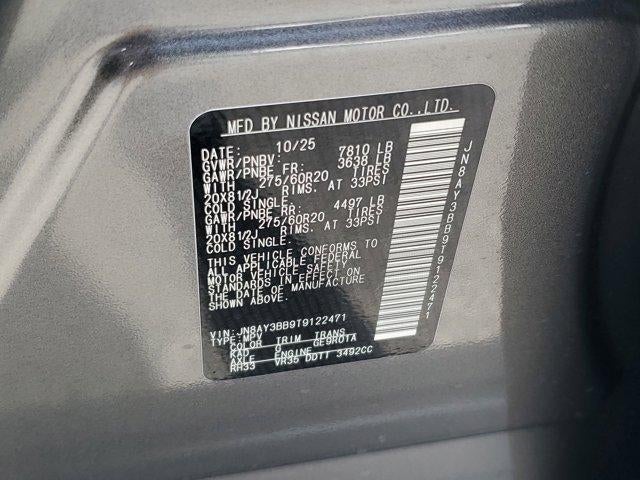 MFD BY NISSAN MOTOR CO.,LTD.
DATE: 10/25
GVWR/PNBV: 7810 LB
GAWR/PNBE FR: 3638 LB
WITH 275/60R20 TIRES
20X81/2J RIMS. AT 33PSI
COLD SINGLE.
GAWR/PNBE RR: 4497 LB
WITH 275/60R20 TIRES
20X81/2J RIMS. AT 33PSI
COLD SINGLE.
THIS VEHICLE CONFORMS TO
ALL APPLICABLE FEDERAL
MOTOR VEHICLE SAFETY
STANDARDS IN EFFECT ON
THE DATE OF MANUFACTURE
SHOWN ABOVE.
VIN: JN8AY3BB9T9122471
TYPE: MPV
COLOR TRIM TRANS
KAD G GE9R01A
AXLE ENGINE
RH33 VR35 DDTT 3492CC
JN8AY3BB9T9122471